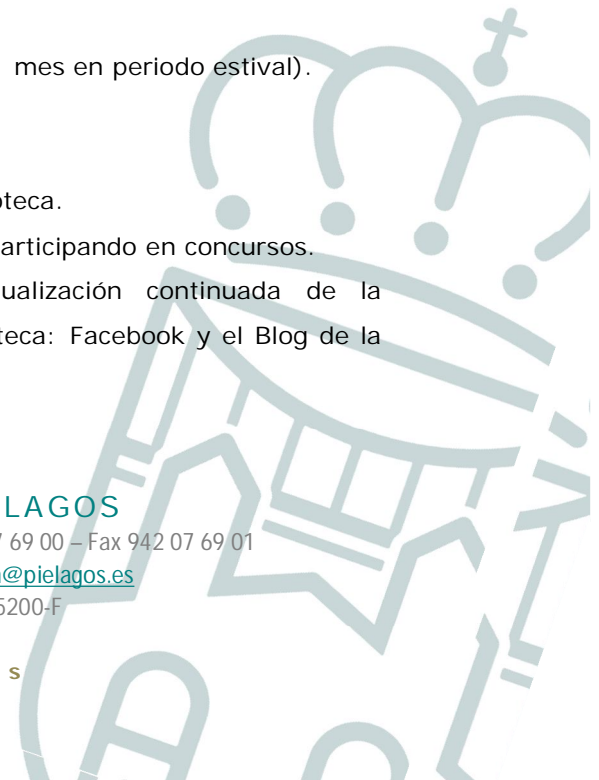 mes en periodo estival).
oteca.
articipando en concursos.
ualización continuada de la
teca: Facebook y el Blog de la
LAGOS
7 69 00 – Fax 942 07 69 01
@pielagos.es
5200-F
s